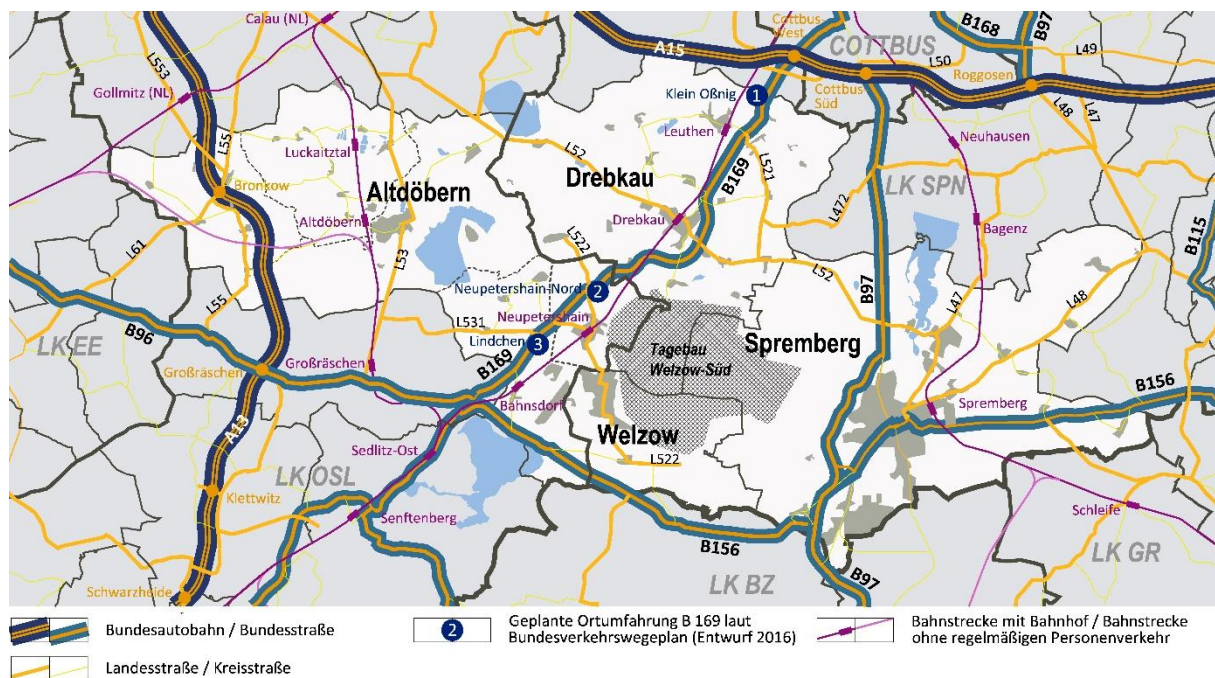 Calau (NL)
Cottbus-
West
B168
B97
A15
COTTBUS
L49
L553
L50
Roggosen
Gollmitz (NL)
Klein Oßnig
1
Cottbus
Süd
L48
L47
Leuthen
Neuhausen
L55
Luckaitztal
L52
B169
L521
Bronkow
Altdöbern
Drebkau
LK SPN
Altdöbern
Drebkau
L472
Bagenz
B115
L61
L53
L522
L52
B97
L47
L48
L55
Neupetershain-Nord
2
B96
L531
Neupetershain
LK EE
Lindchen
3
Tagebau
Welzow-Süd
Spremberg
Großräschen
Großräschen
B169
B156
Bahnsdorf
Spremberg
A13
Welzow
Sedlitz-Ost
L522
LK OSL
Klettwitz
Senftenberg
Schleife
B156
LK GR
Schwarzheide
LK BZ
B97
Bundesautobahn / Bundesstraße
2
Geplante Ortumfahrung B 169 laut
Bundesverkehrswegeplan (Entwurf 2016)
Bahnstrecke mit Bahnhof / Bahnstrecke
ohne regelmäßigen Personenverkehr
Landesstraße / Kreisstraße